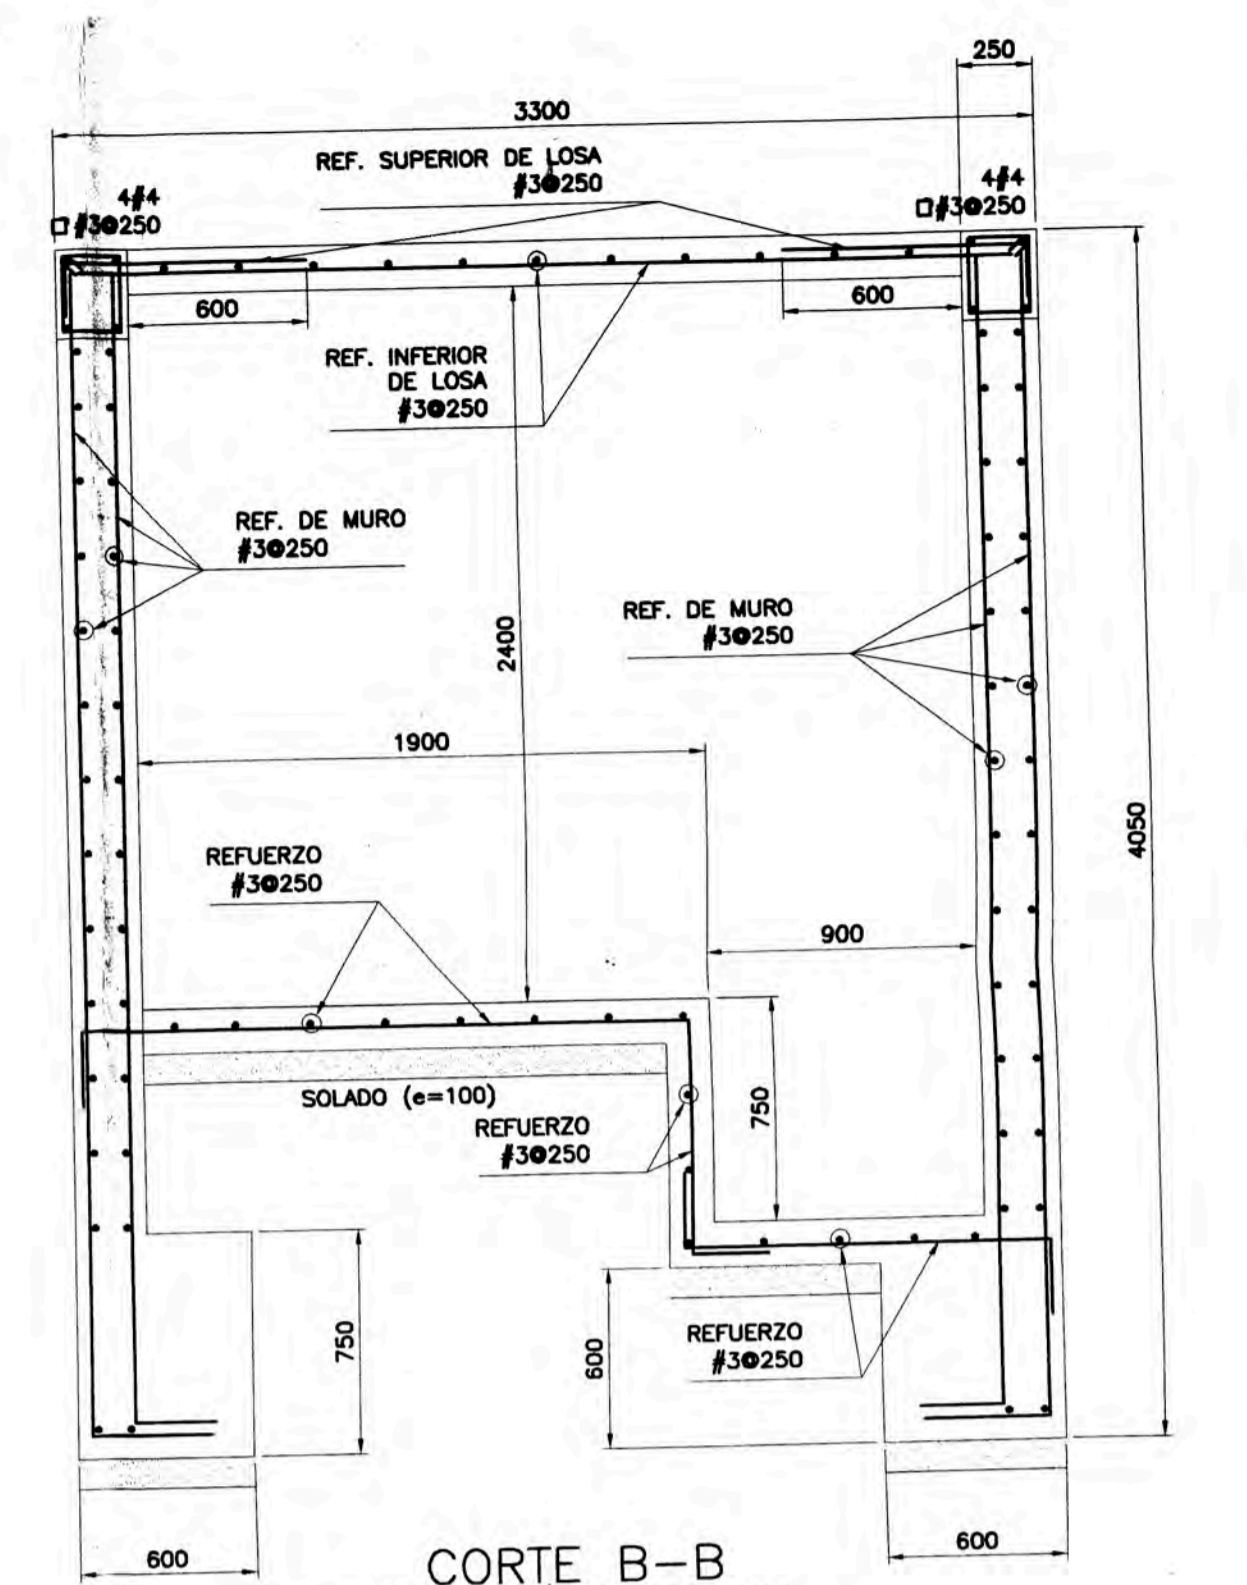 250
3300
REF. SUPERIOR DE LOSA
#3@250
4#4
#3@250
4#4
#3@250
600
600
REF. INFERIOR
DE LOSA
#3@250
REF. DE MURO
#3@250
REF. DE MURO
#3@250
2400
1900
4050
REFUERZO
#3@250
900
SOLADO (e=100)
750
REFUERZO
#3@250
750
600
REFUERZO
#3@250
600
600
CORTE B-B